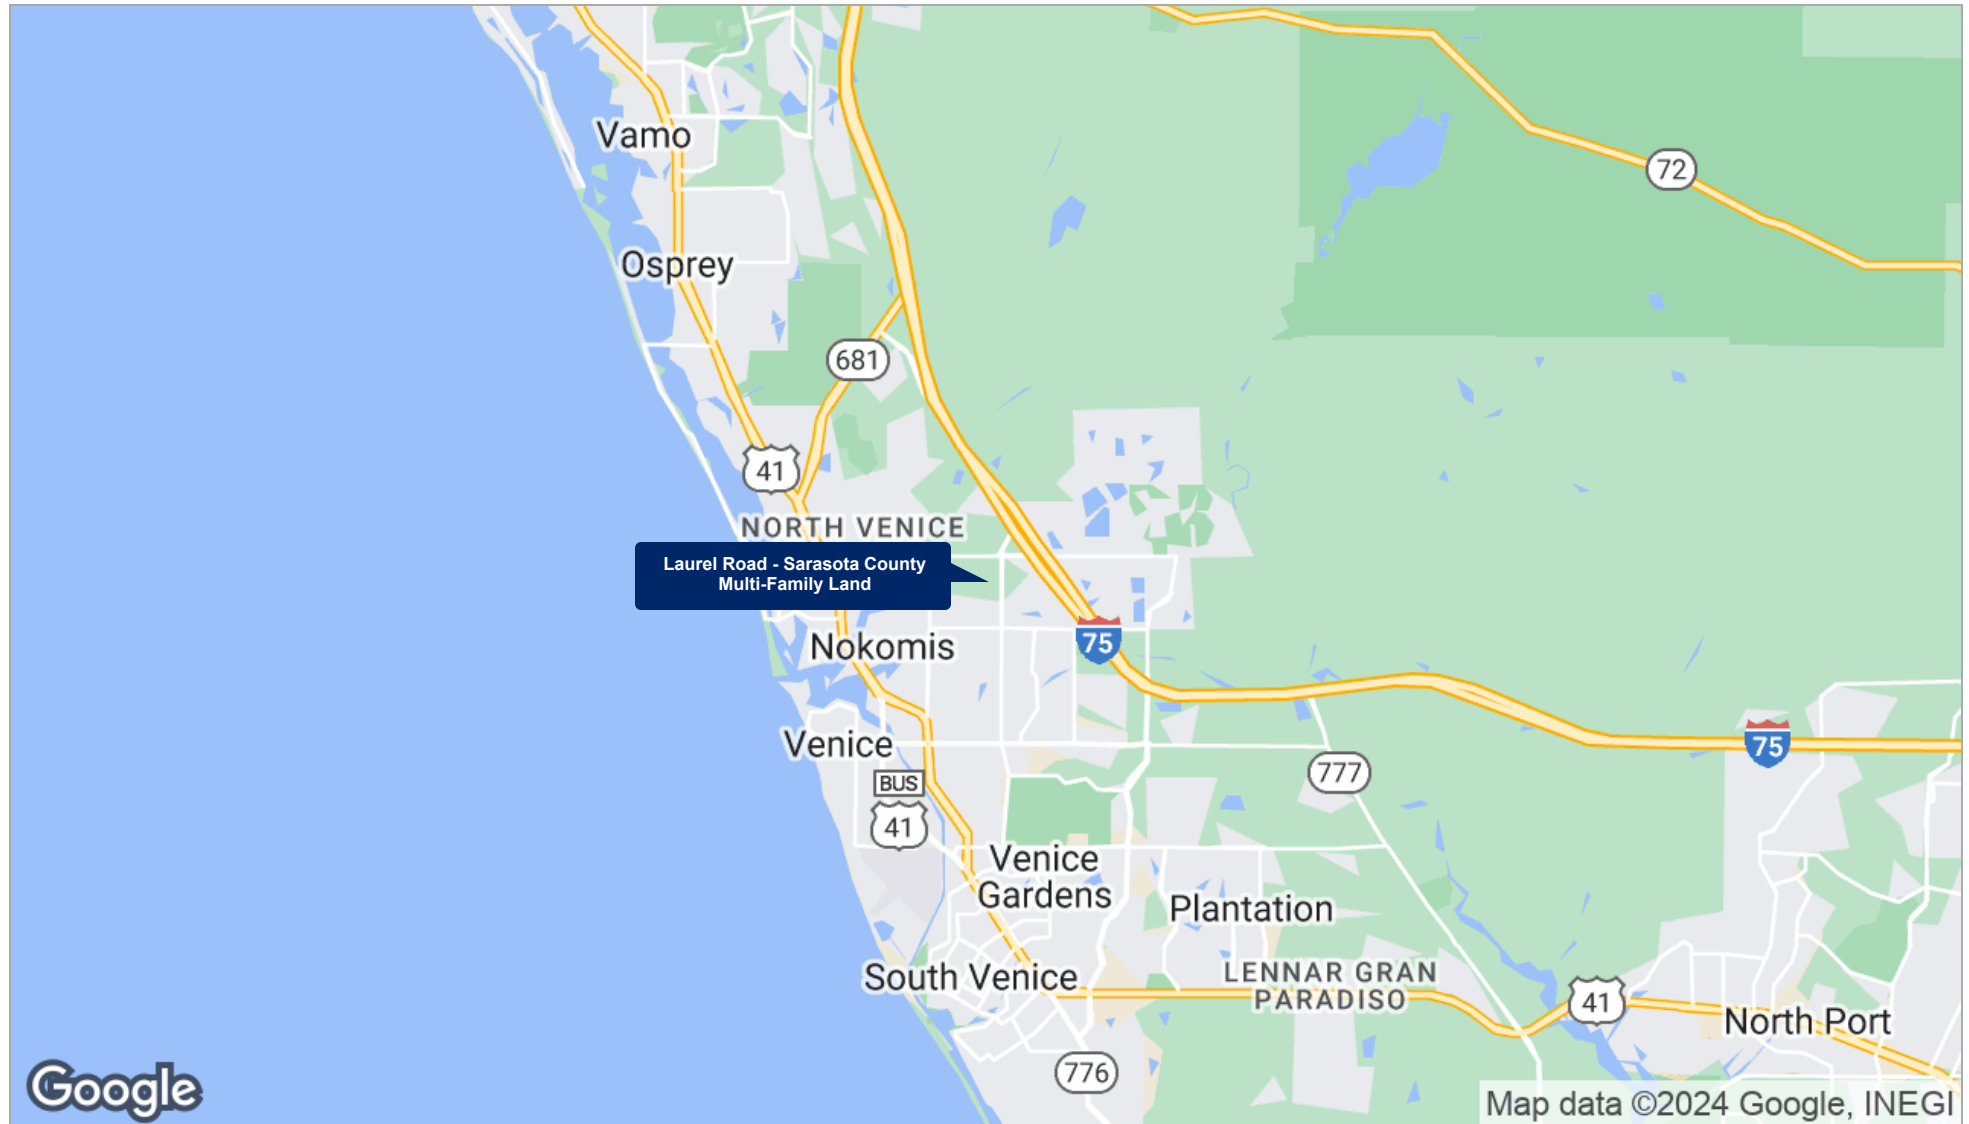 Vamo
72
Osprey
681
41
NORTH VENICE
Laurel Road - Sarasota County
Multi-Family Land
75
Nokomis
Venice
75
777
BUS
41
Venice
Gardens
Plantation
South Venice
LENNAR GRAN
PARADISO
41
North Port
776
Google
Map data ©2024 Google, INEGI